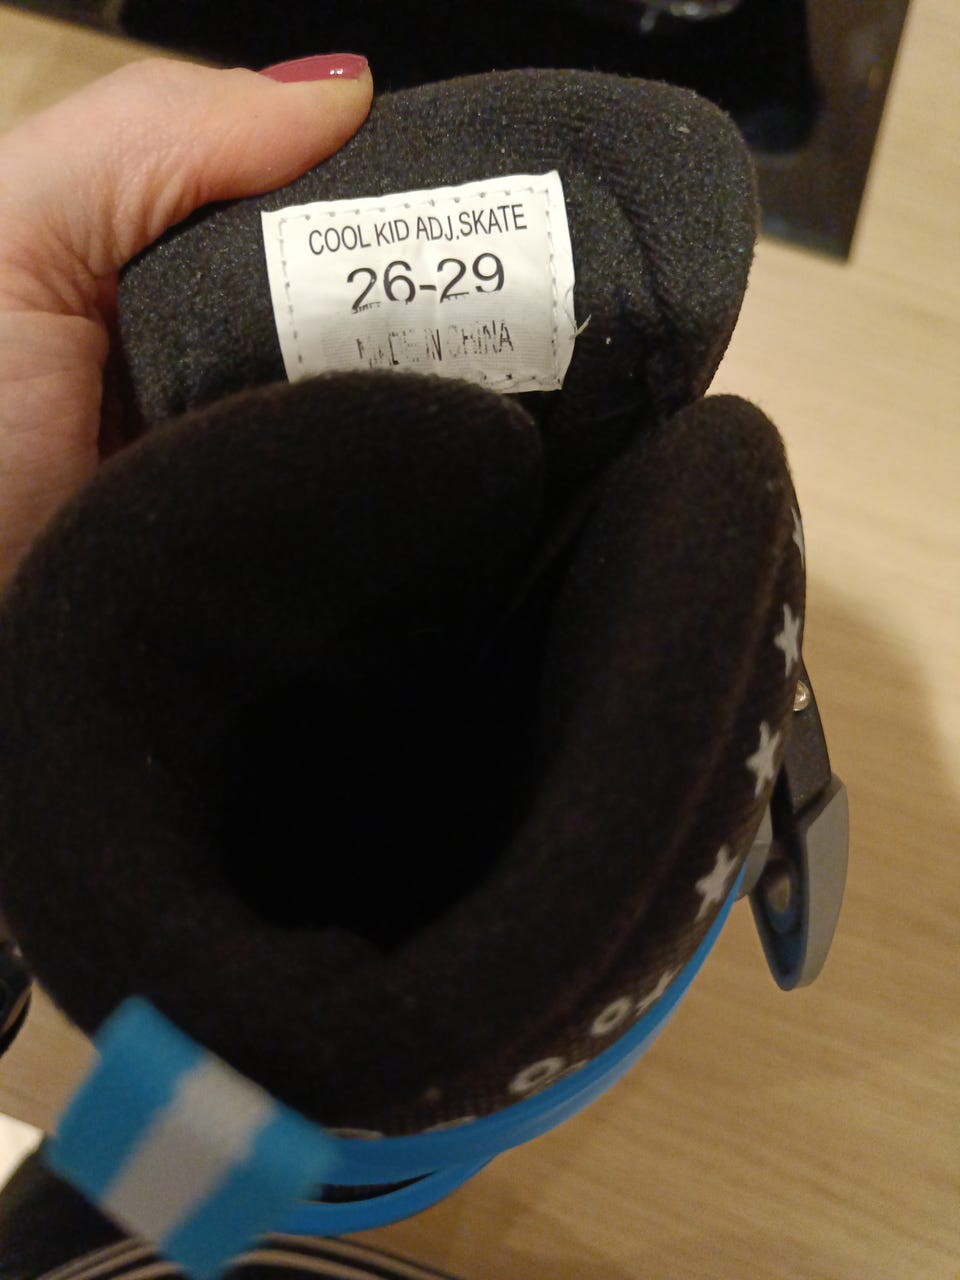 COOL KID ADJ.SKATE
26-29
MADE IN CHINA